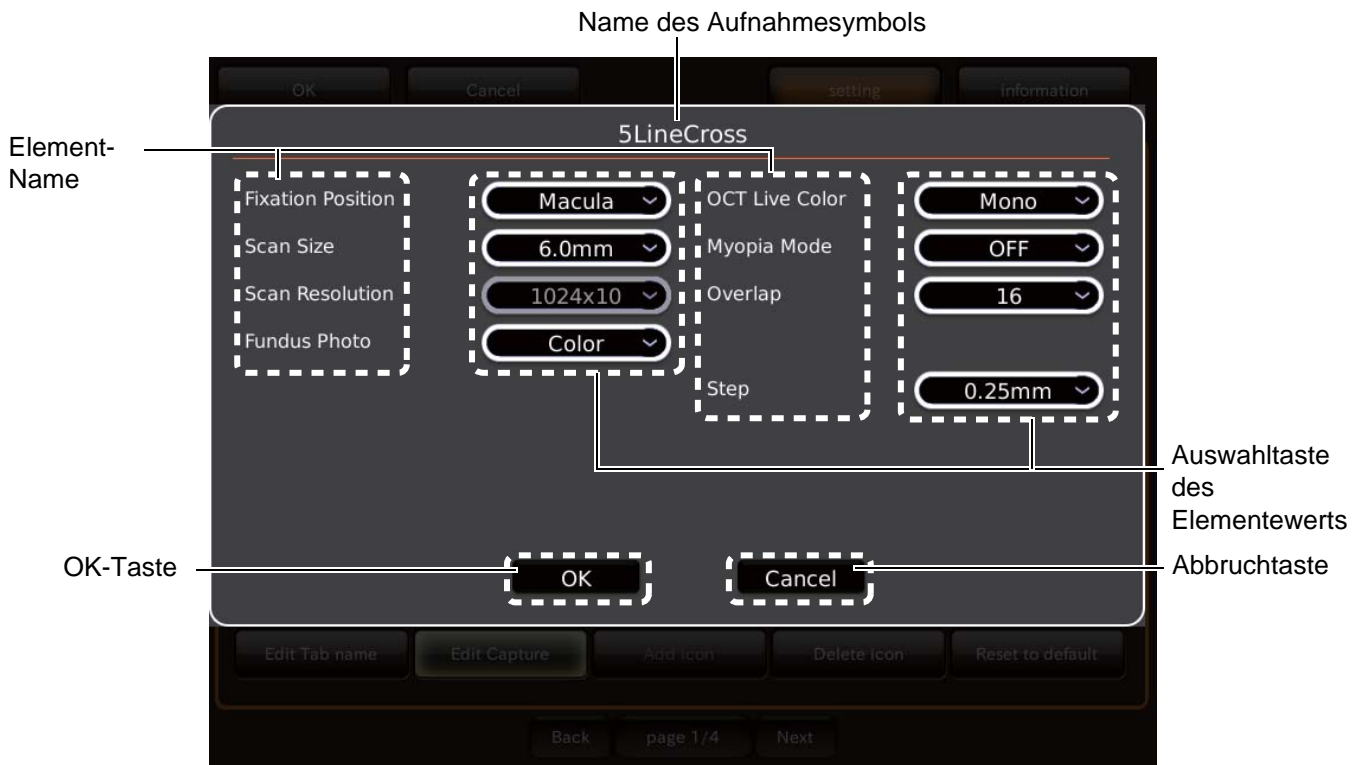 Name des Aufnahmesymbols
OK Cancel setting information
5LineCross
Element-
Name
Fixation Position Macula OCT Live Color Mono
Scan Size 6.0mm Myopia Mode OFF
Scan Resolution 1024x10 Overlap 16
Fundus Photo Color
Step 0.25mm
Auswahltaste
des
Elementewerts
OK-Taste OK Cancel Abbruchtaste
Edit Tab name Edit Capture Add icon Delete icon Reset to default
Back page 1/4 Next